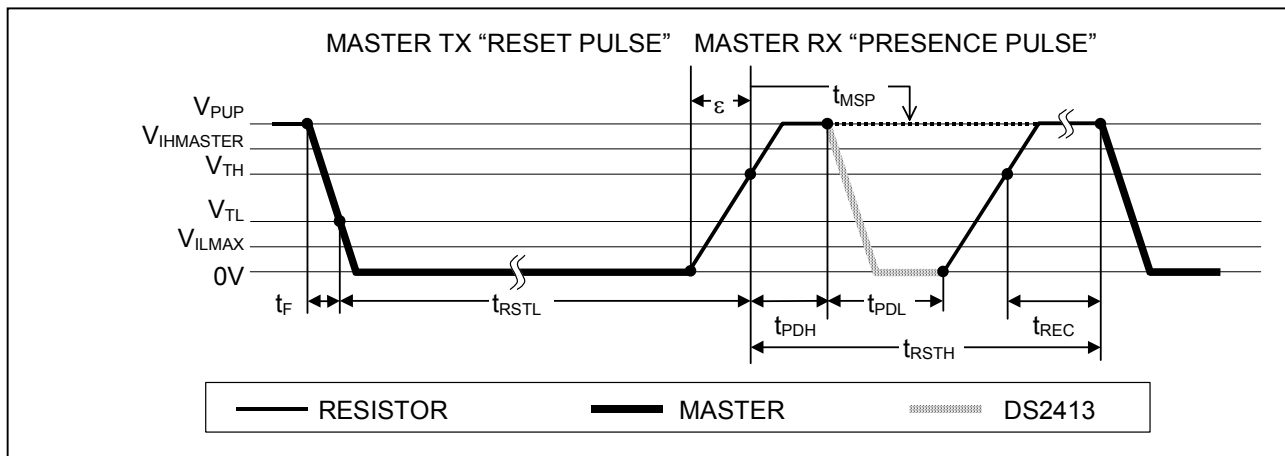 MASTER TX “RESET PULSE” MASTER RX “PRESENCE PULSE”
ε
tMSP
VPUP
VIHMASTER
VTH
VTL
VILMAX
0V
tF
tRSTL
tPDH
tPDL
tREC
tRSTH
RESISTOR MASTER DS2413